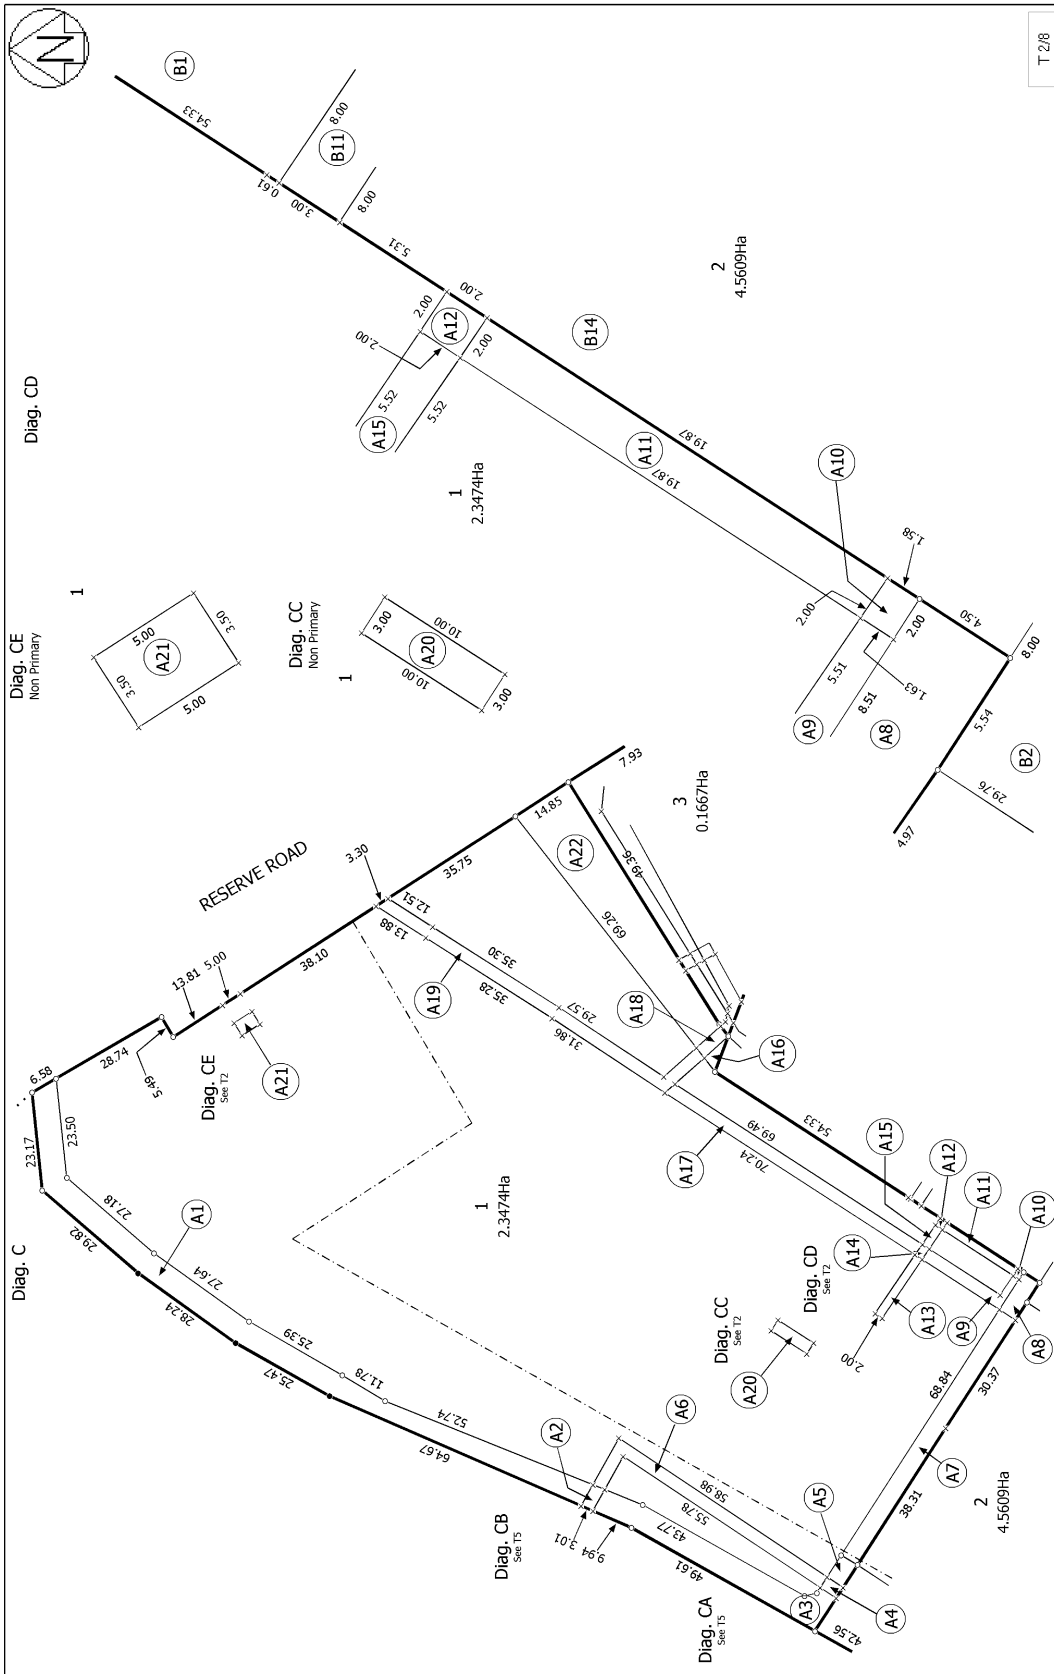 N
T 2/8
Diag. C
23.17
6.58
23.50
28.74
5.49
13.81
5.00
RESERVE ROAD
29.82
27.18
A1
28.24
27.64
25.47
25.39
11.78
64.67
52.74
Diag. CE
See T2
A21
38.10
3.30
13.88
12.51
35.75
14.85
7.93
A22
49.36
69.26
3
0.1667Ha
A19
35.30
35.28
29.57
31.86
A18
A16
A17
69.49
70.24
54.33
1
2.3474Ha
A15
A12
A11
A10
A14
A13
A9
A8
2.00
Diag. CD
See T2
Diag. CC
See T2
A20
30.37
68.84
A7
38.31
2
4.5609Ha
A2
A6
3.01
9.94
Diag. CB
See T5
58.98
55.78
43.77
49.61
A5
A3
A4
42.56
Diag. CA
See T5
Diag. CE
Non Primary
1
5.00
3.50
A21
3.50
5.00
Diag. CC
Non Primary
1
3.00
10.00
A20
10.00
3.00
Diag. CD
B1
54.33
0.61
8.00
B11
3.00
8.00
5.31
2.00
2.00
A12
2.00
2.00
5.52
5.52
A15
B14
2
4.5609Ha
1
2.3474Ha
19.87
A11
19.87
A10
1.58
2.00
2.00
5.51
8.51
1.63
A9
A8
4.50
8.00
5.54
B2
29.76
4.97